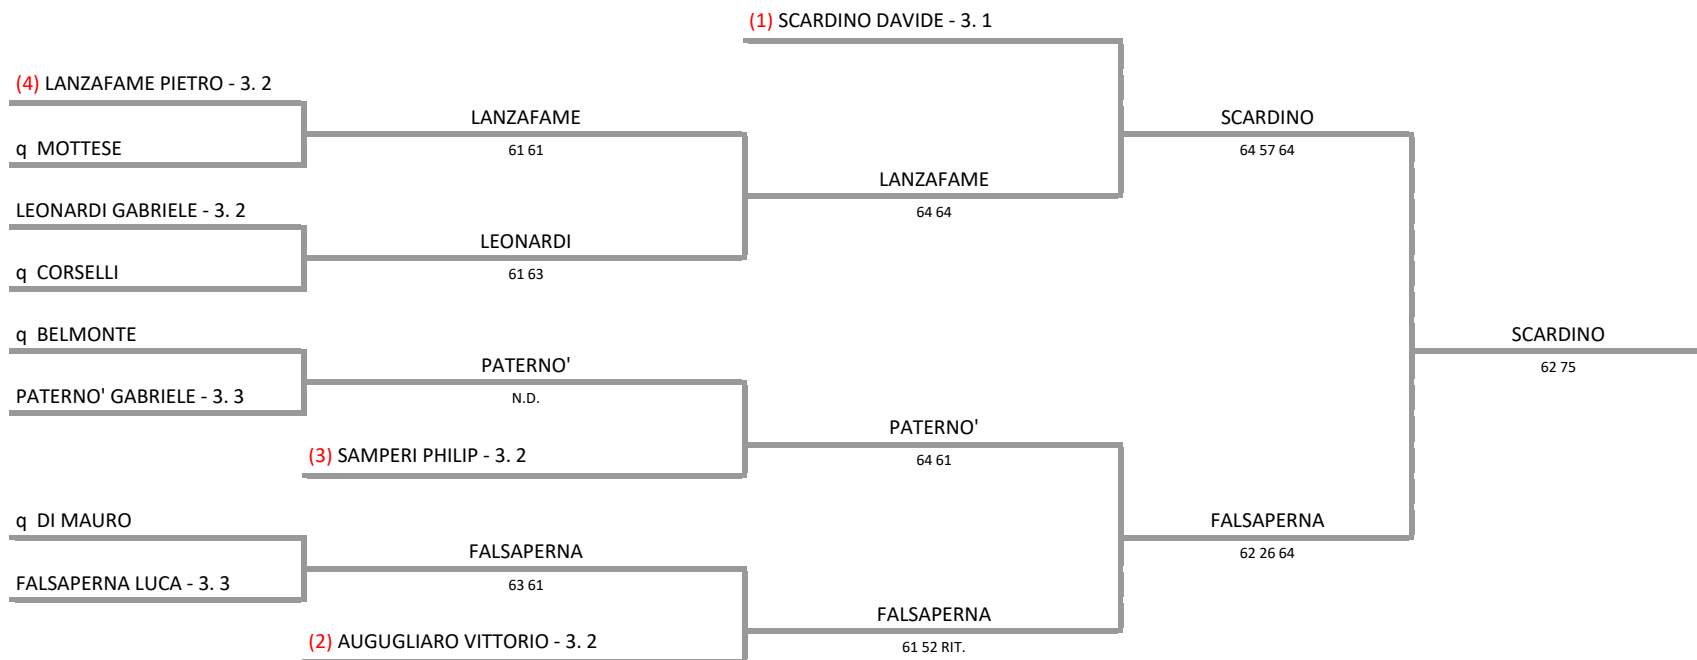 (1) SCARDINO DAVIDE - 3. 1
(4) LANZAFAME PIETRO - 3. 2
LANZAFAME
SCARDINO
q MOTTESE
61 61
64 57 64
LANZAFAME
LEONARDI GABRIELE - 3. 2
64 64
LEONARDI
q CORSELLI
61 63
q BELMONTE
SCARDINO
PATERNO'
62 75
PATERNO' GABRIELE - 3. 3
N.D.
PATERNO'
(3) SAMPERI PHILIP - 3. 2
64 61
q DI MAURO
FALSAPERNA
FALSAPERNA
62 26 64
FALSAPERNA LUCA - 3. 3
63 61
FALSAPERNA
(2) AUGUGLIARO VITTORIO - 3. 2
61 52 RIT.